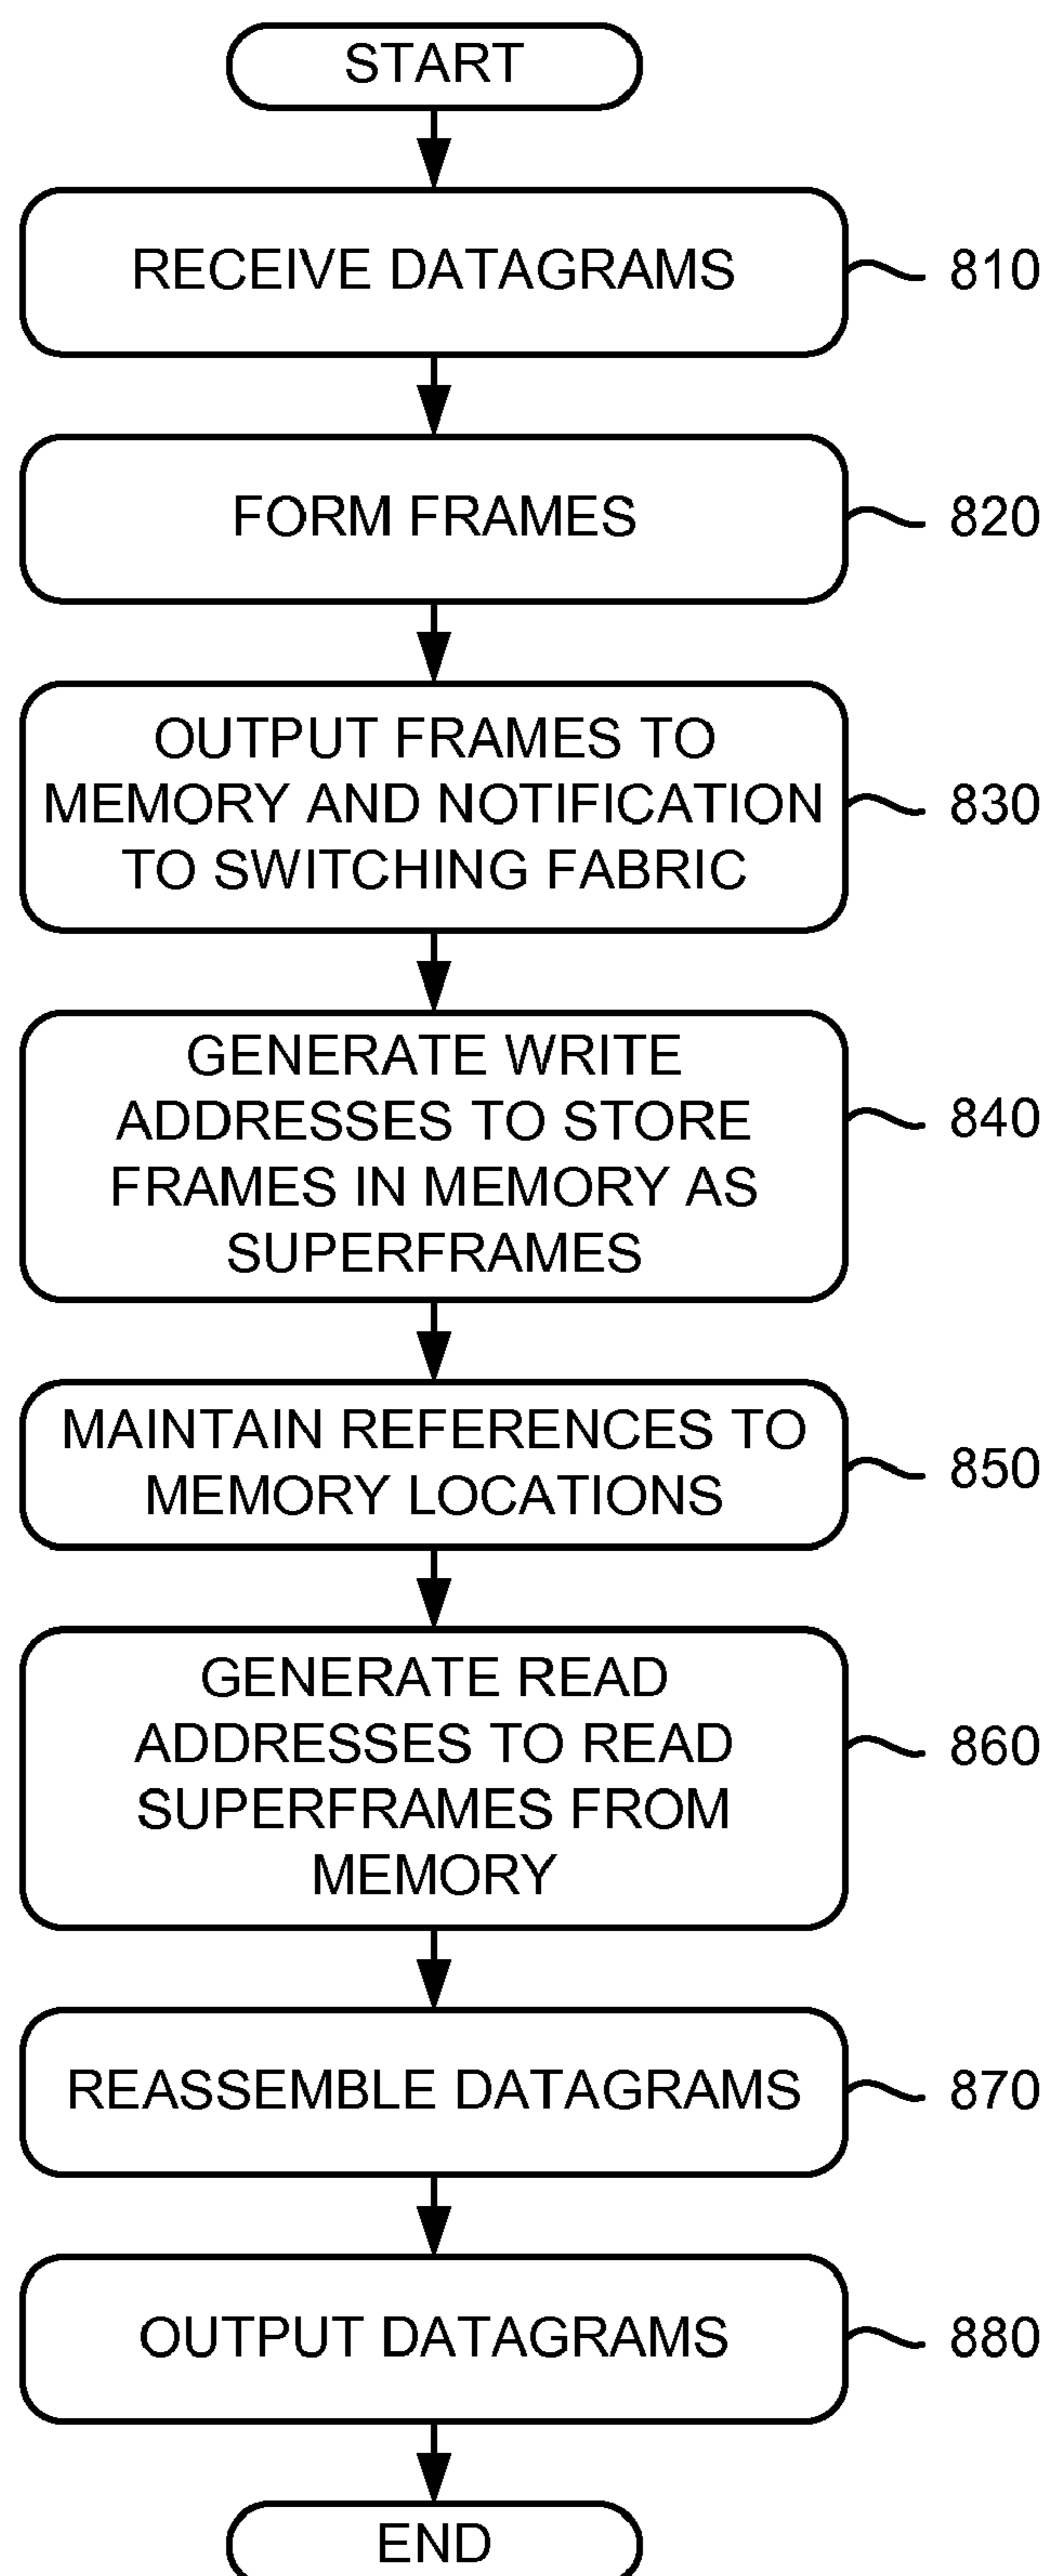 START
RECEIVE DATAGRAMS
810
FORM FRAMES
820
OUTPUT FRAMES TO
MEMORY AND NOTIFICATION
TO SWITCHING FABRIC
830
GENERATE WRITE
ADDRESSES TO STORE
FRAMES IN MEMORY AS
SUPERFRAMES
840
MAINTAIN REFERENCES TO
MEMORY LOCATIONS
850
GENERATE READ
ADDRESSES TO READ
SUPERFRAMES FROM
MEMORY
860
REASSEMBLE DATAGRAMS
870
OUTPUT DATAGRAMS
880
END